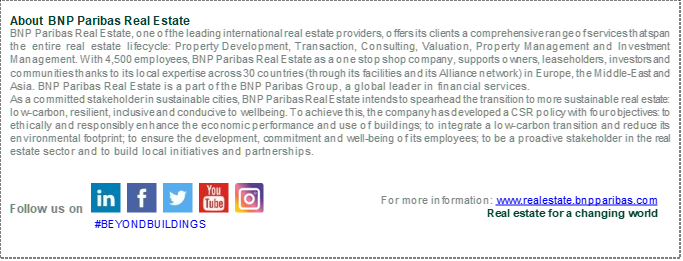 About BNP Paribas Real Estate
BNP Paribas Real Estate, one of the leading international real estate providers, offers its clients a comprehensive range of services that span
the entire real estate lifecycle: Property Development, Transaction, Consulting, Valuation, Property Management and Investment
Management. With 4,500 employees, BNP Paribas Real Estate as a one stop shop company, supports owners, leaseholders, investors and
communities thanks to its local expertise across 30 countries (through its facilities and its Alliance network) in Europe, the Middle-East and
Asia. BNP Paribas Real Estate is a part of the BNP Paribas Group, a global leader in financial services.
As a committed stakeholder in sustainable cities, BNP Paribas Real Estate intends to spearhead the transition to more sustainable real estate:
low-carbon, resilient, inclusive and conducive to wellbeing. To achieve this, the company has developed a CSR policy with four objectives: to
ethically and responsibly enhance the economic performance and use of buildings; to integrate a low-carbon transition and reduce its
environmental footprint; to ensure the development, commitment and well-being of its employees; to be a proactive stakeholder in the real
estate sector and to build local initiatives and partnerships.
Follow us on in f You Tube
#BEYONDBUILDINGS
For more information: www.realestate.bnpparibas.com
Real estate for a changing world